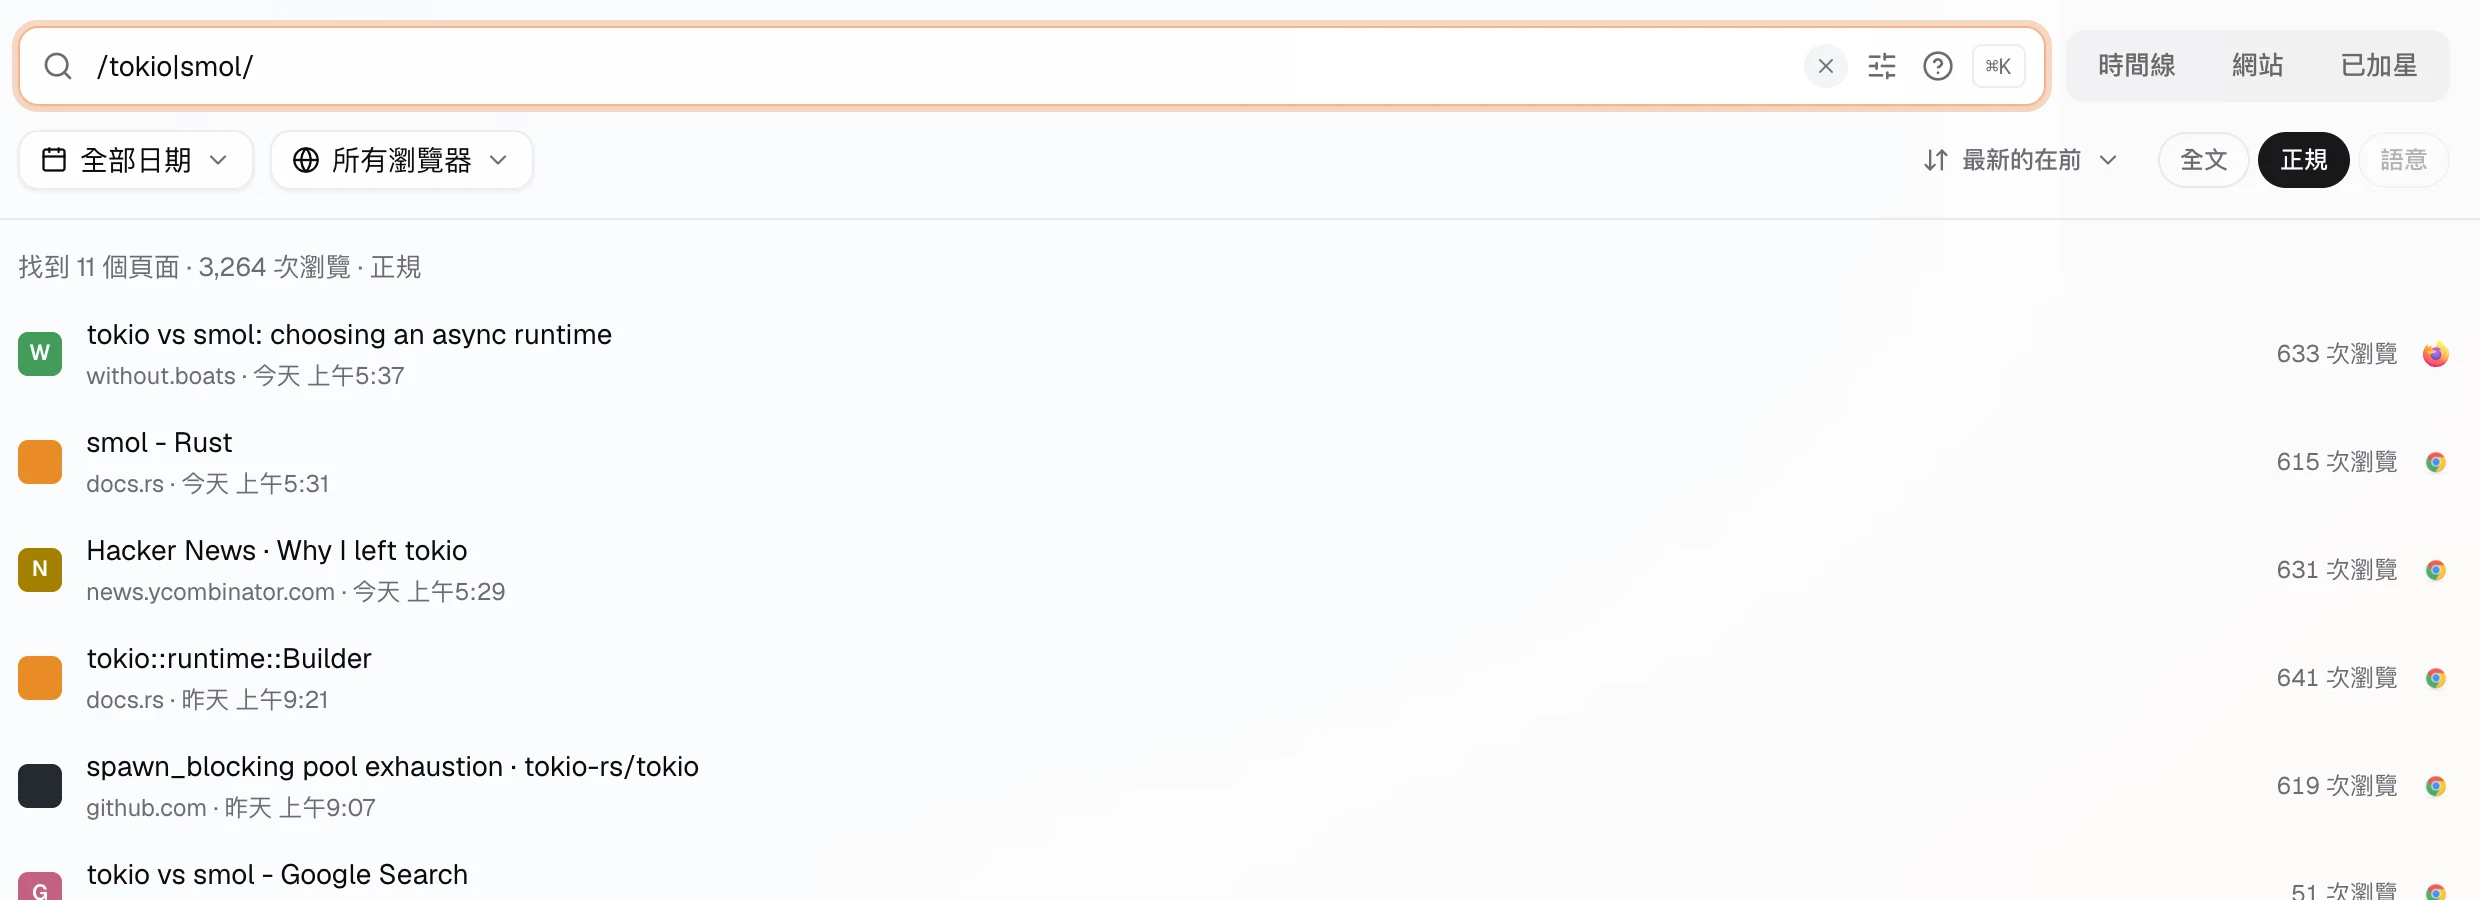 /tokio|smol/
⌘K
時間線 網站 已加星
全部日期 所有瀏覽器 最新的在前 全文 正規 語意
找到 11 個頁面 · 3,264 次瀏覽 · 正規
W
tokio vs smol: choosing an async runtime
without.boats · 今天 上午5:37
633 次瀏覽
smol - Rust
docs.rs · 今天 上午5:31
615 次瀏覽
N
Hacker News · Why I left tokio
news.ycombinator.com · 今天 上午5:29
631 次瀏覽
tokio::runtime::Builder
docs.rs · 昨天 上午9:21
641 次瀏覽
spawn_blocking pool exhaustion · tokio-rs/tokio
github.com · 昨天 上午9:07
619 次瀏覽
G
tokio vs smol - Google Search
51 次瀏覽